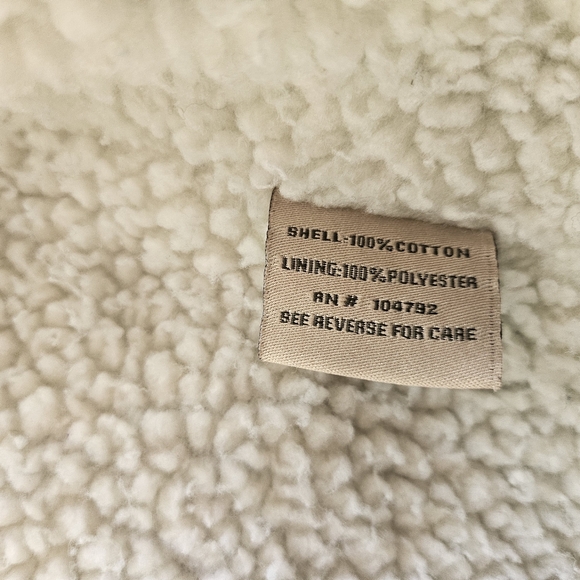 SHELL:100%COTTON
LINING:100%POLYESTER
RN # 104792
SEE REVERSE FOR CARE